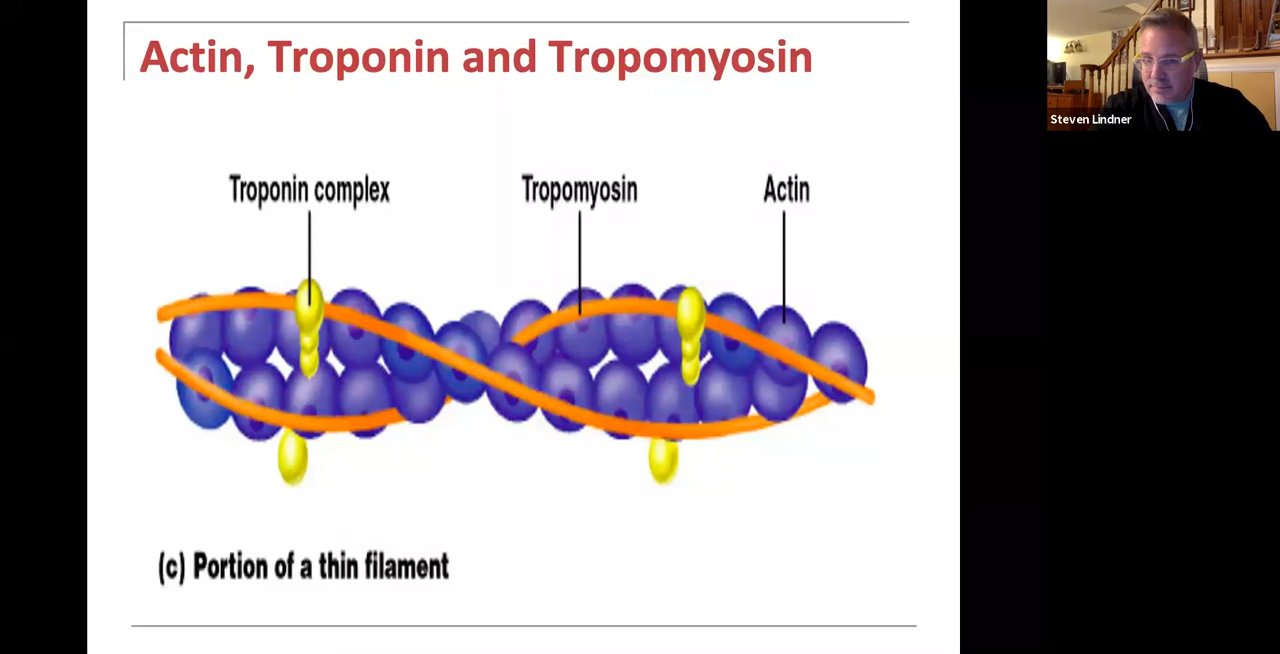 Actin, Troponin and Tropomyosin
Steven Lindner
Troponin complex
Tropomyosin
Actin
(c) Portion of a thin filament